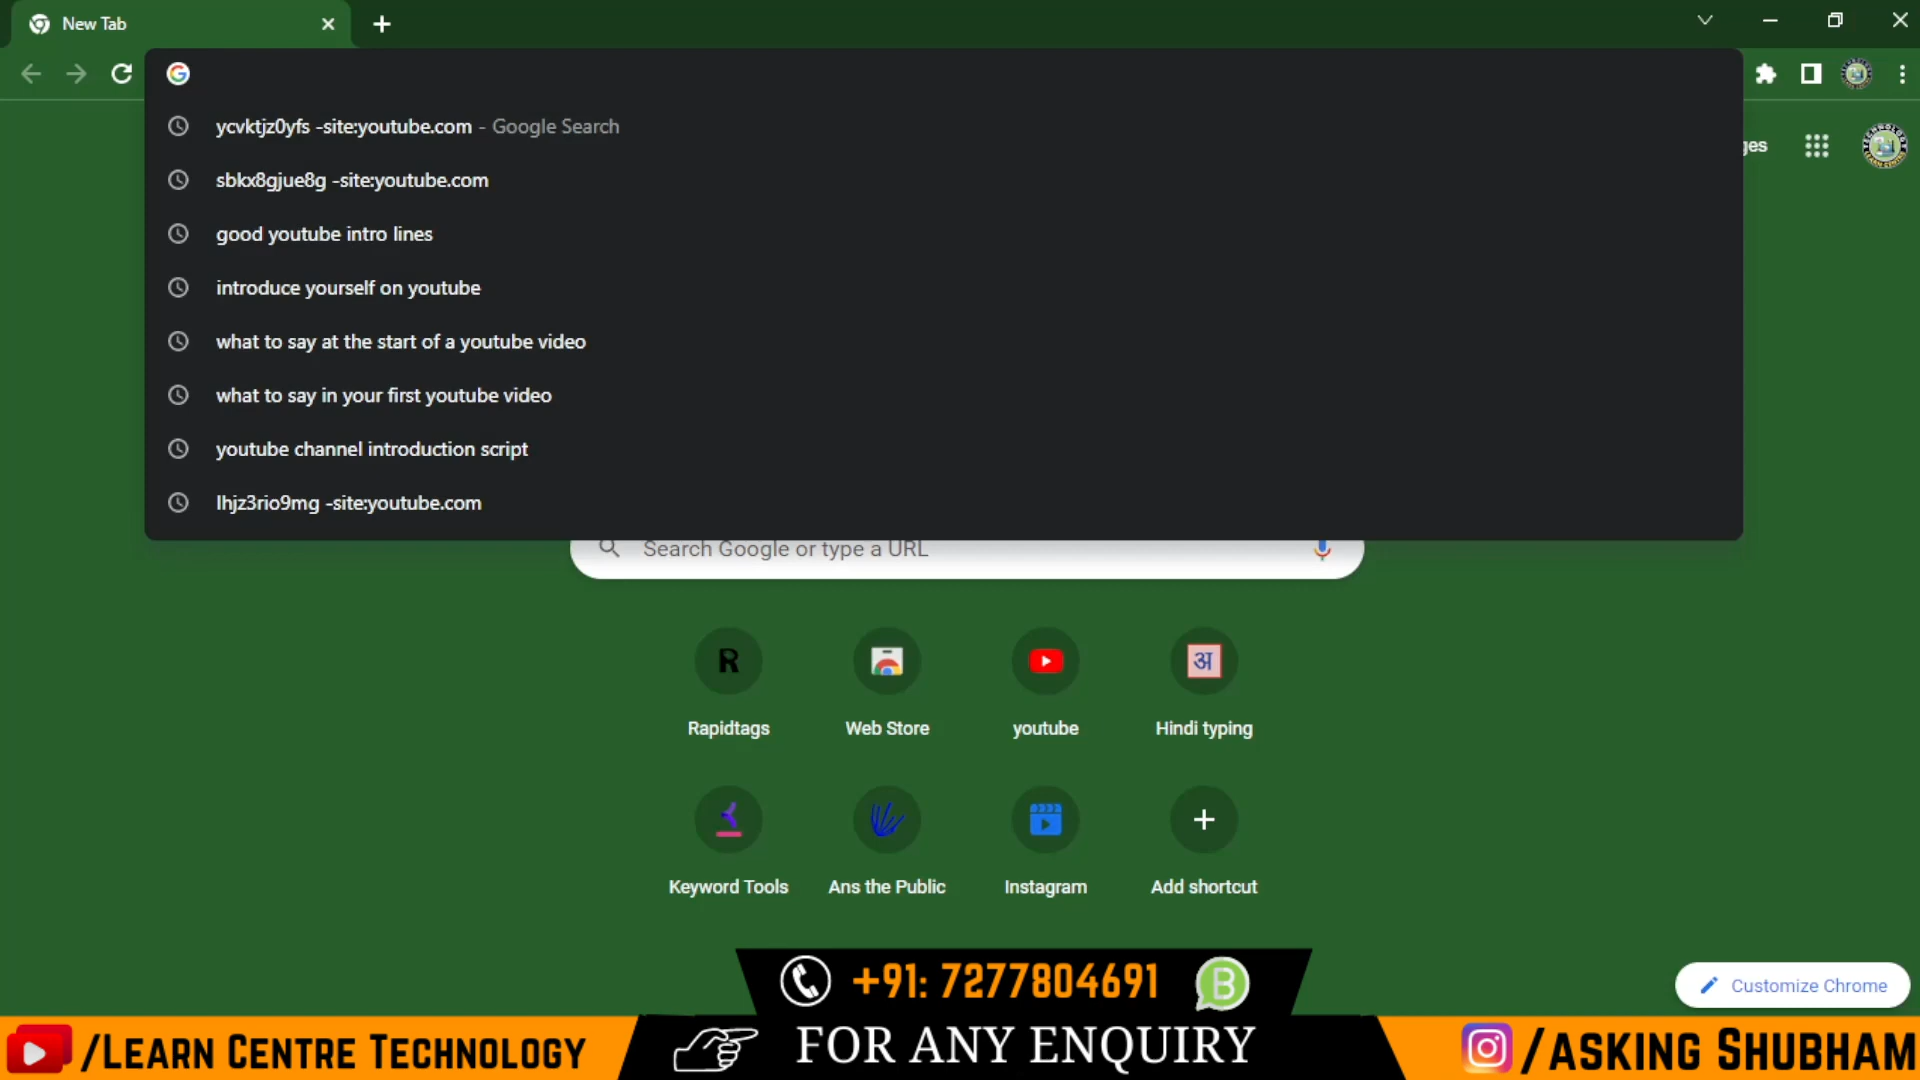 New Tab
ycvktjz0yfs -site:youtube.com - Google Search
sbkx8gjue8g -site:youtube.com
good youtube intro lines
introduce yourself on youtube
what to say at the start of a youtube video
what to say in your first youtube video
youtube channel introduction script
lhjz3rio9mg -site:youtube.com
ges
Search Google or type a URL
R
अ
Rapidtags
Web Store
youtube
Hindi typing
Keyword Tools
Ans the Public
Instagram
Add shortcut
+91: 7277804691
B
Customize Chrome
/LEARN CENTRE TECHNOLOGY
FOR ANY ENQUIRY
/ASKING SHUBHAM